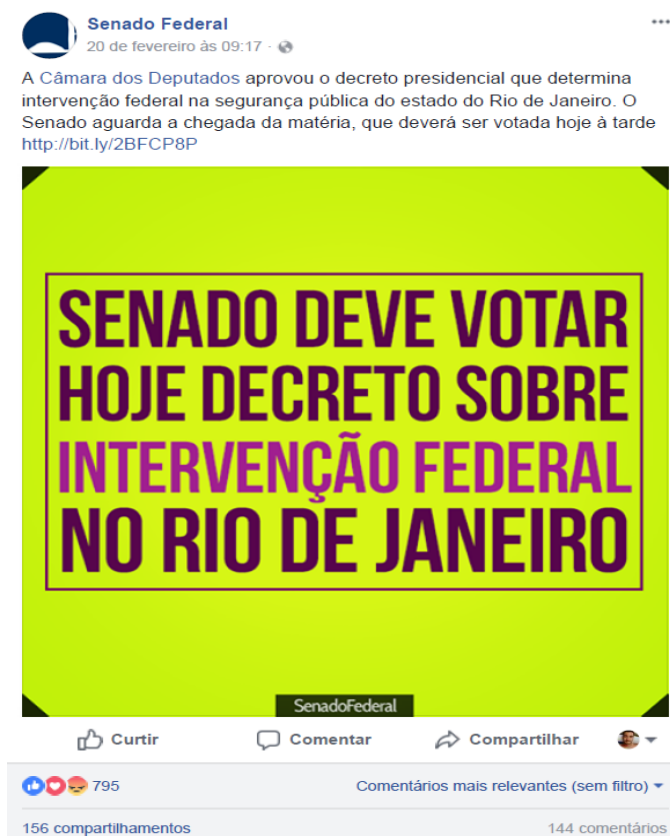 Senado Federal
20 de fevereiro às 09:17 ·
A Câmara dos Deputados aprovou o decreto presidencial que determina
intervenção federal na segurança pública do estado do Rio de Janeiro. O
Senado aguarda a chegada da matéria, que deverá ser votada hoje à tarde
http://bit.ly/2BFCP8P
SENADO DEVE VOTAR
HOJE DECRETO SOBRE
INTERVENÇÃO FEDERAL
NO RIO DE JANEIRO
SenadoFederal
Curtir Comentar Compartilhar
795 Comentários mais relevantes (sem filtro)
156 compartilhamentos 144 comentários